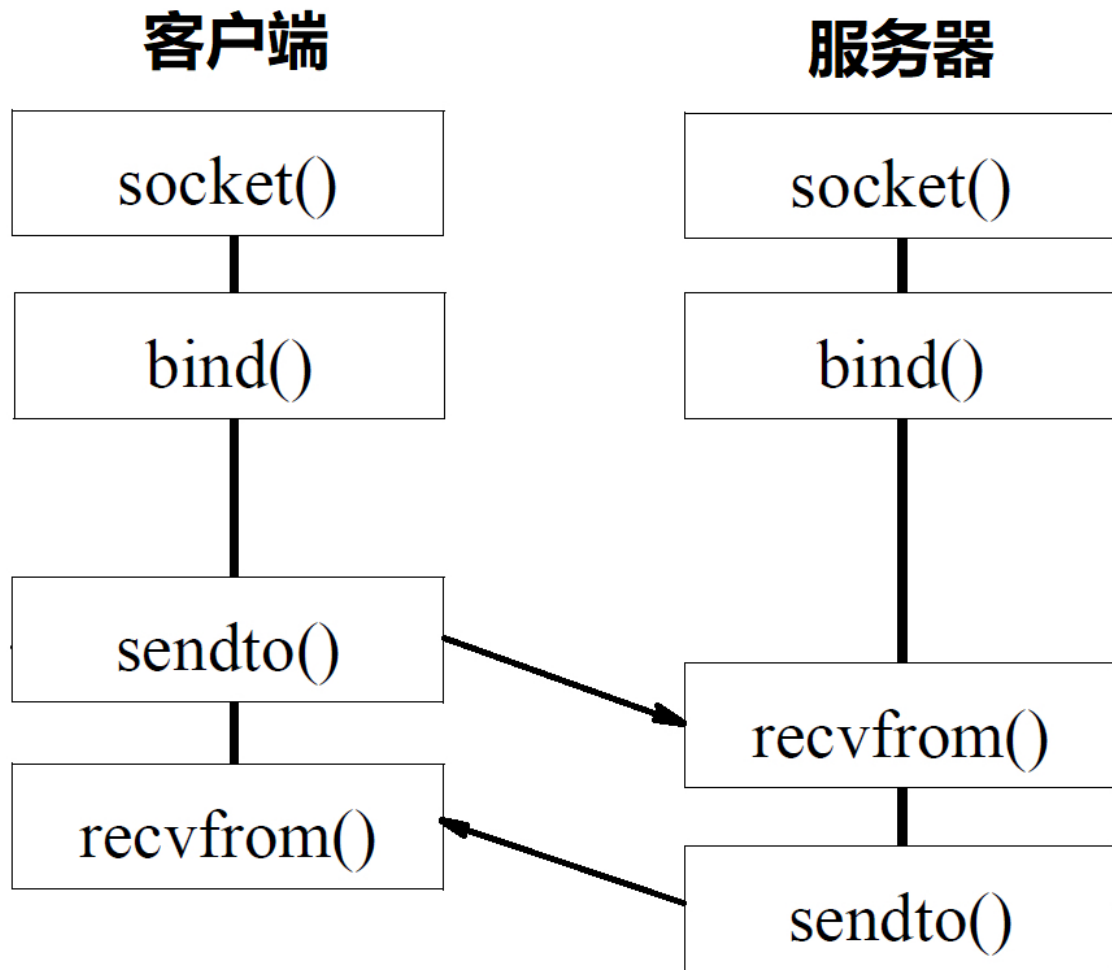 客户端
服务器
socket()
socket()
bind()
bind()
sendto()
recvfrom()
recvfrom()
sendto()